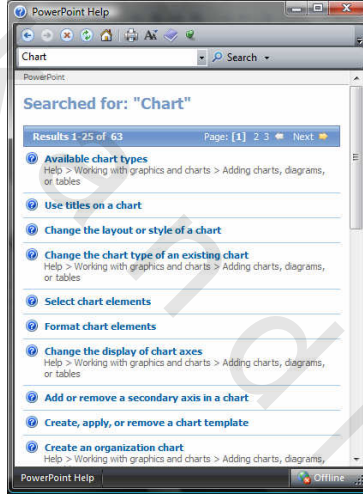 PowerPoint Help
Chart
Search
PowerPoint
Searched for: "Chart"
Results 1-25 of 63 Page: [1] 2 3 Next
Available chart types
Help > Working with graphics and charts > Adding charts, diagrams,
or tables
Use titles on a chart
Change the layout or style of a chart
Change the chart type of an existing chart
Help > Working with graphics and charts > Adding charts, diagrams,
or tables
Select chart elements
Format chart elements
Change the display of chart axes
Help > Working with graphics and charts > Adding charts, diagrams,
or tables
Add or remove a secondary axis in a chart
Create, apply, or remove a chart template
Create an organization chart
Help > Working with graphics and charts > Adding charts, diagrams,
PowerPoint Help Offline